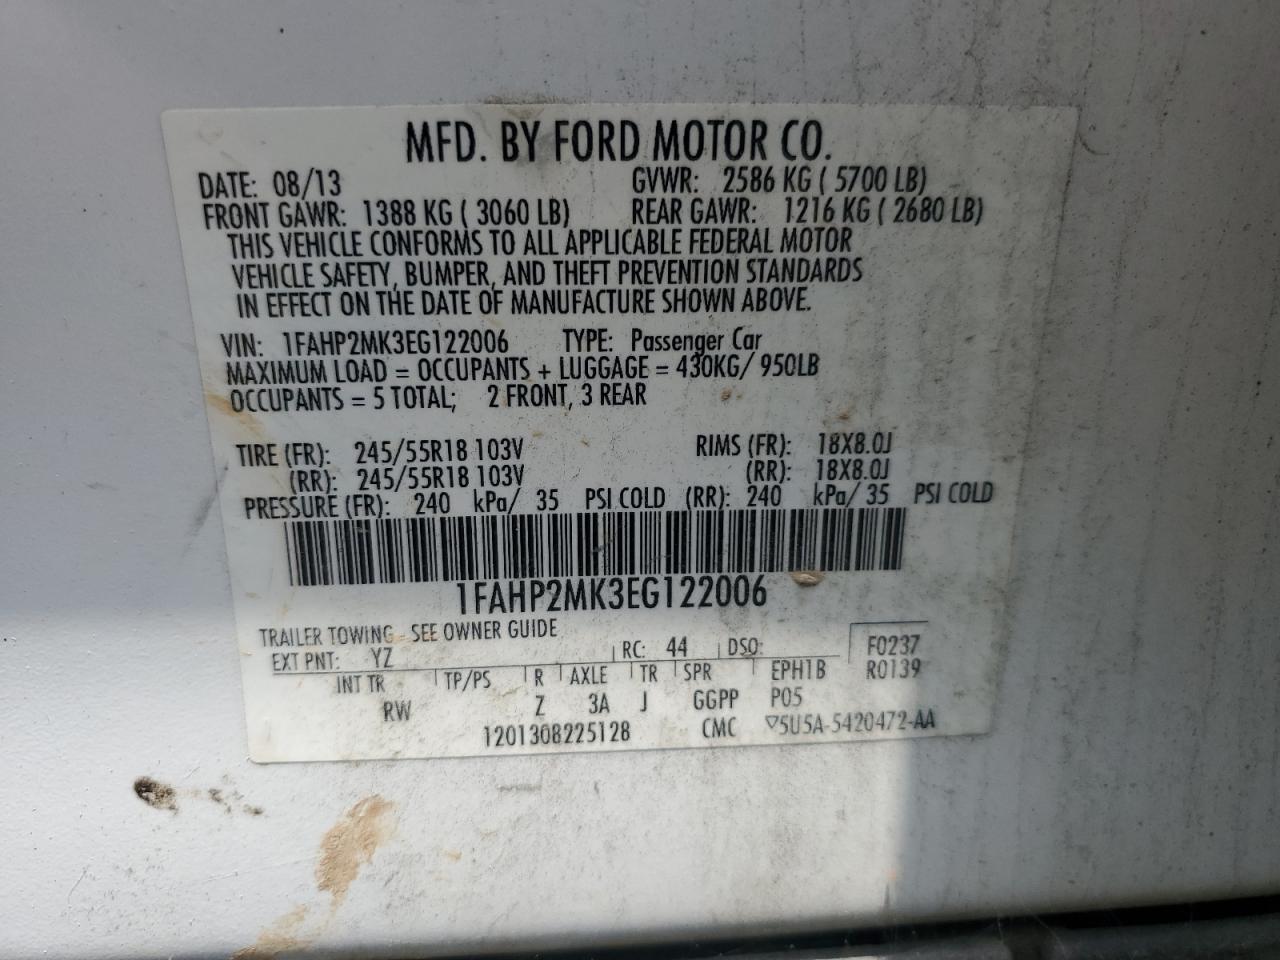 MFD. BY FORD MOTOR CO.
DATE: 08/13 GVWR: 2586 KG ( 5700 LB)
FRONT GAWR: 1388 KG ( 3060 LB) REAR GAWR: 1216 KG ( 2680 LB)
THIS VEHICLE CONFORMS TO ALL APPLICABLE FEDERAL MOTOR
VEHICLE SAFETY, BUMPER, AND THEFT PREVENTION STANDARDS
IN EFFECT ON THE DATE OF MANUFACTURE SHOWN ABOVE.
VIN: 1FAHP2MK3EG122006 TYPE: Passenger Car
MAXIMUM LOAD = OCCUPANTS + LUGGAGE = 430KG/ 950LB
OCCUPANTS = 5 TOTAL; 2 FRONT, 3 REAR
TIRE (FR): 245/55R18 103V RIMS (FR): 18X8.0J
(RR): 245/55R18 103V (RR): 18X8.0J
PRESSURE (FR): 240 kPa/ 35 PSI COLD (RR): 240 kPa/ 35 PSI COLD
1FAHP2MK3EG122006
TRAILER TOWING - SEE OWNER GUIDE
EXT PNT: YZ RC: 44 DSO: F0237
INT TR TP/PS R AXLE TR SPR EPH1B R0139
RW Z 3A J GGPP P05
1201308225128 CMC ▽5U5A-5420472-AA